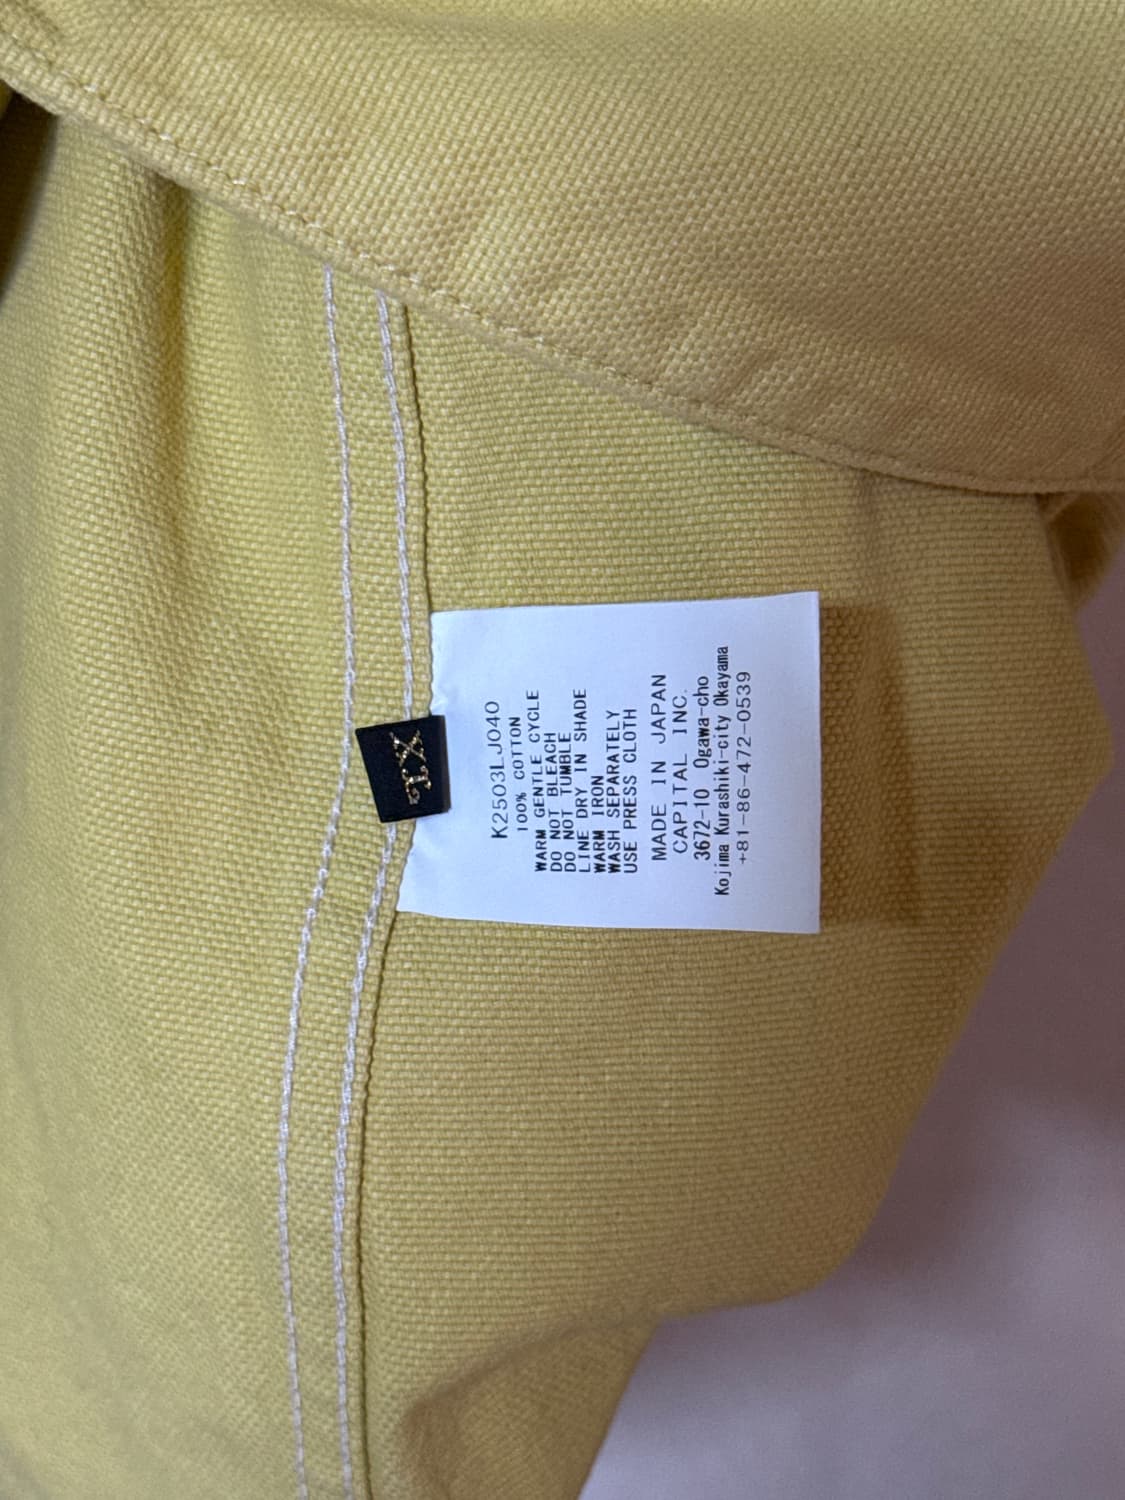 XL
K2503LJ040
100% COTTON
WARM GENTLE CYCLE
DO NOT BLEACH
DO NOT TUMBLE
LINE DRY IN SHADE
WARM IRON
WASH SEPARATELY
USE PRESS CLOTH
MADE IN JAPAN
CAPITAL INC.
3672-10 Ogawa-cho
Kojima Kurashiki-city Okayama
+81-86-472-0539